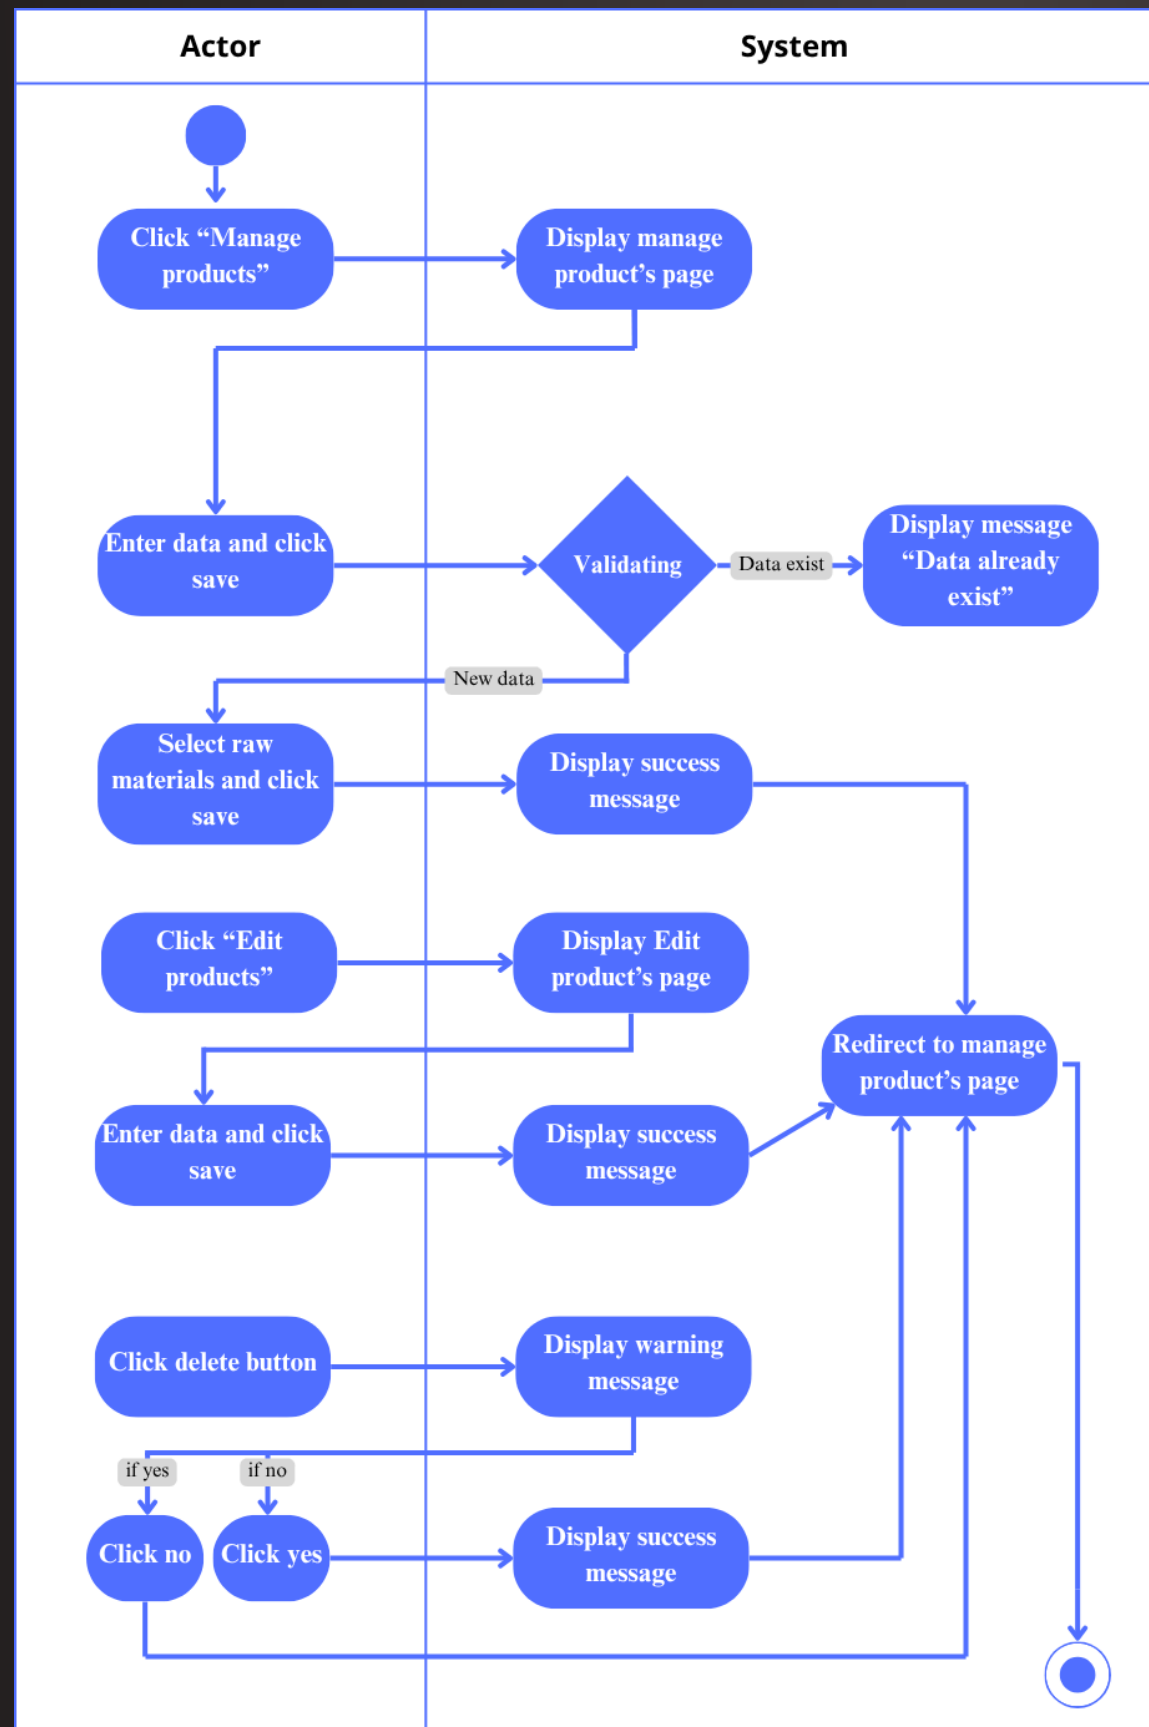 Actor
System
Click “Manage
products”
Display manage
product’s page
Enter data and click
save
Validating
Data exist
Display message
“Data already
exist”
New data
Select raw
materials and click
save
Display success
message
Click “Edit
products”
Display Edit
product’s page
Redirect to manage
product’s page
Enter data and click
save
Display success
message
Click delete button
Display warning
message
if yes
if no
Click no
Click yes
Display success
message